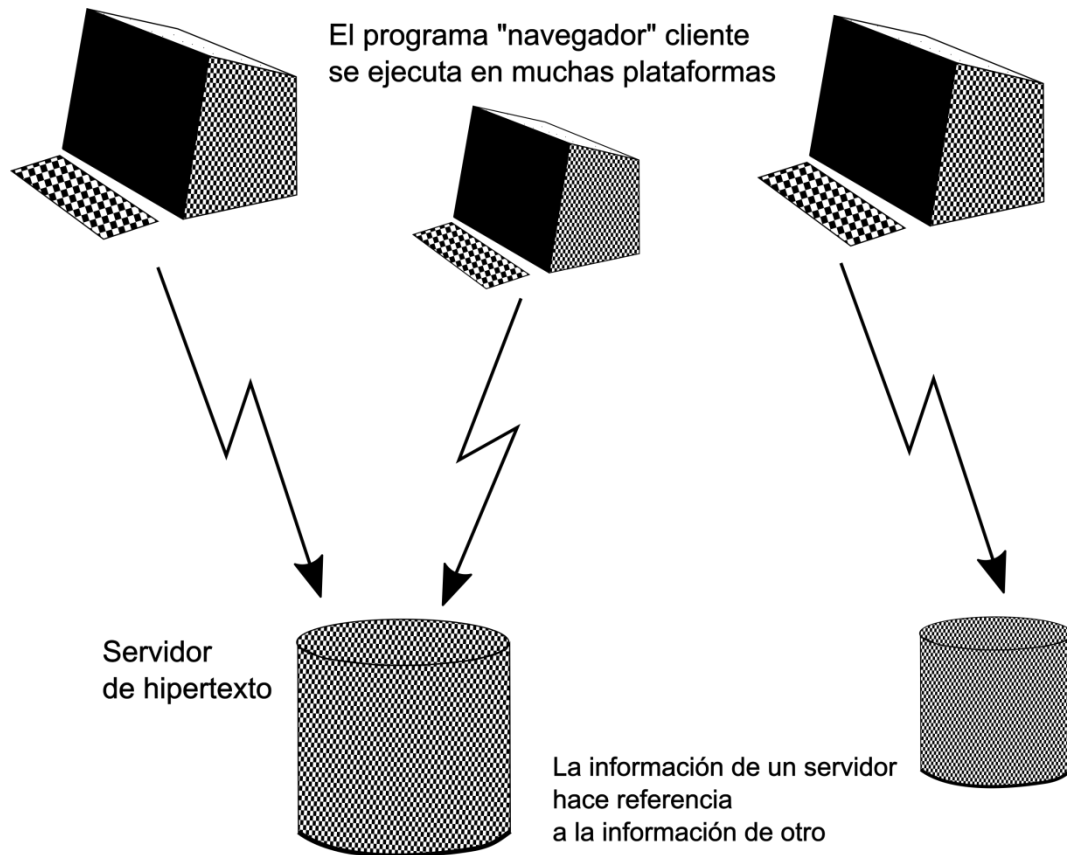 El programa "navegador" cliente
se ejecuta en muchas plataformas
Servidor
de hipertexto
La información de un servidor
hace referencia
a la información de otro